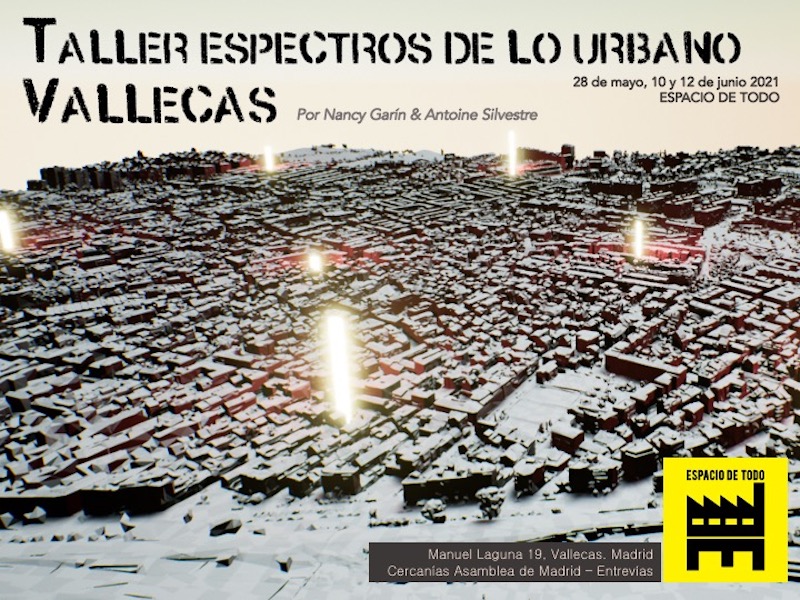 TALLER ESPECTROS DE LO URBANO
VALLECAS
Por Nancy Garín & Antoine Silvestre
28 de mayo, 10 y 12 de junio 2021
ESPACIO DE TODO
ESPACIO DE TODO
Manuel Laguna 19, Vallecas. Madrid
Cercanías Asamblea de Madrid – Entrevías